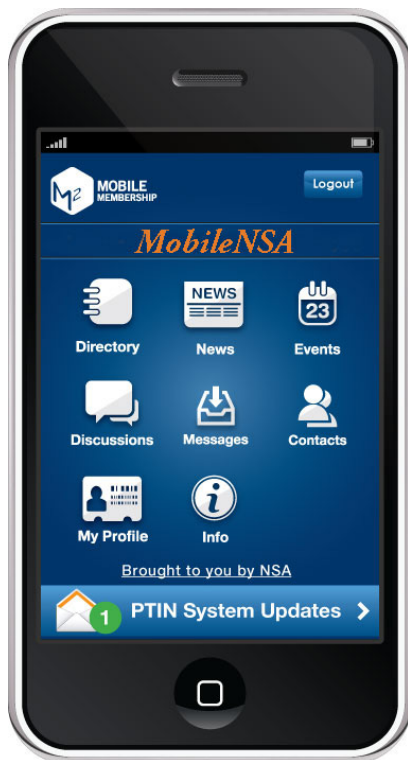 M2
MOBILE
MEMBERSHIP
Logout
MobileNSA
NEWS
23
Directory
News
Events
Discussions
Messages
Contacts
My Profile
i
Info
Brought to you by NSA
1
PTIN System Updates